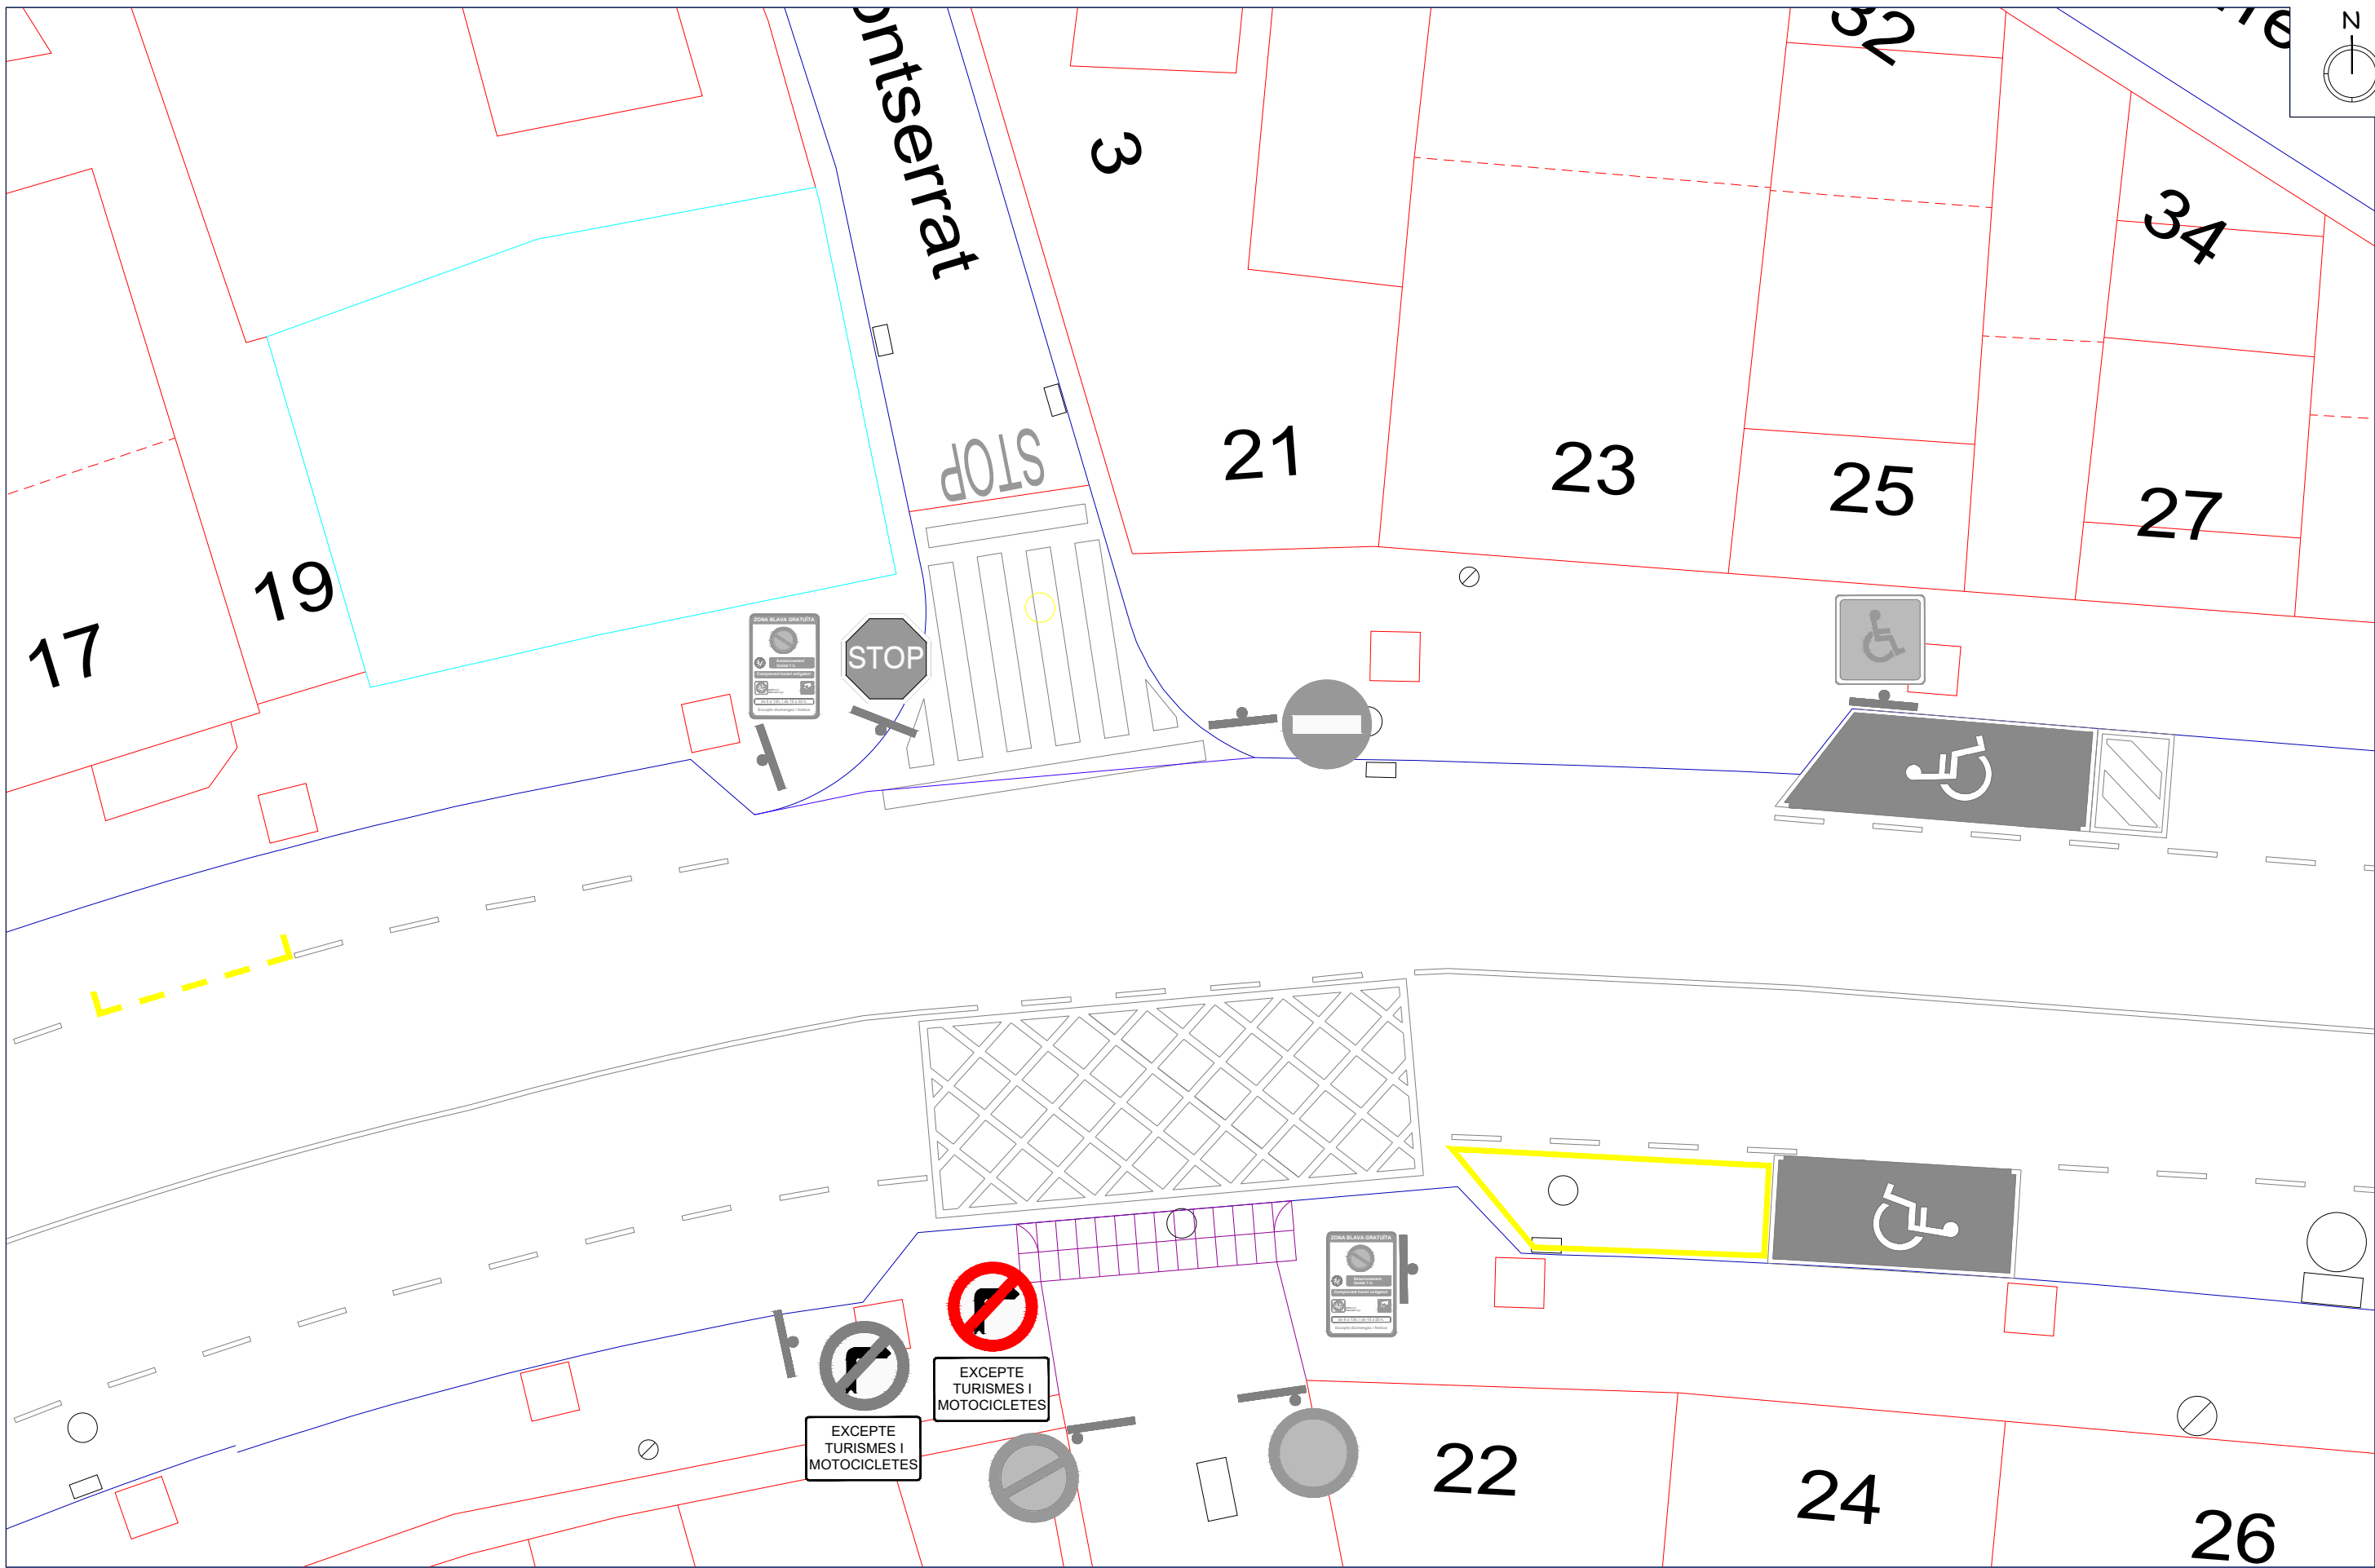 ontserrat
3
32
N
34
21
23
25
27
STOP
19
17
ZONA BLAVA GRATUÏTA
STOP
ZONA BLAVA GRATUÏTA
EXCEPTE
TURISMES I
MOTOCICLETES
EXCEPTE
TURISMES I
MOTOCICLETES
22
24
26